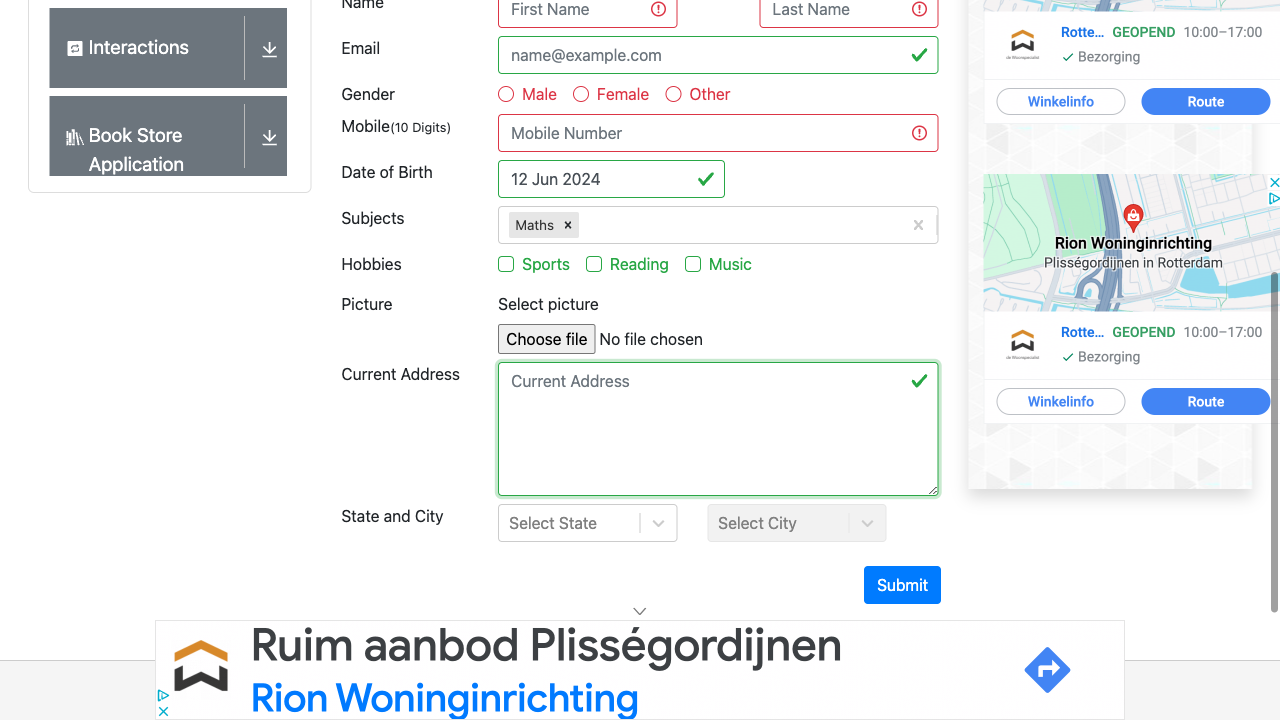 Interactions
Book Store
Application
Name
First Name
Last Name
Email
name@example.com
Gender
Male
Female
Other
Mobile(10 Digits)
Mobile Number
Date of Birth
12 Jun 2024
Subjects
Maths ×
Hobbies
Sports
Reading
Music
Picture
Select picture
Choose file No file chosen
Current Address
Current Address
State and City
Select State
Select City
Submit
Rotte... GEOPEND 10:00–17:00
Bezorging
Winkelinfo
Route
Rion Woninginrichting
Plisségordijnen in Rotterdam
Rotte... GEOPEND 10:00–17:00
Bezorging
Winkelinfo
Route
Ruim aanbod Plisségordijnen
Rion Woninginrichting